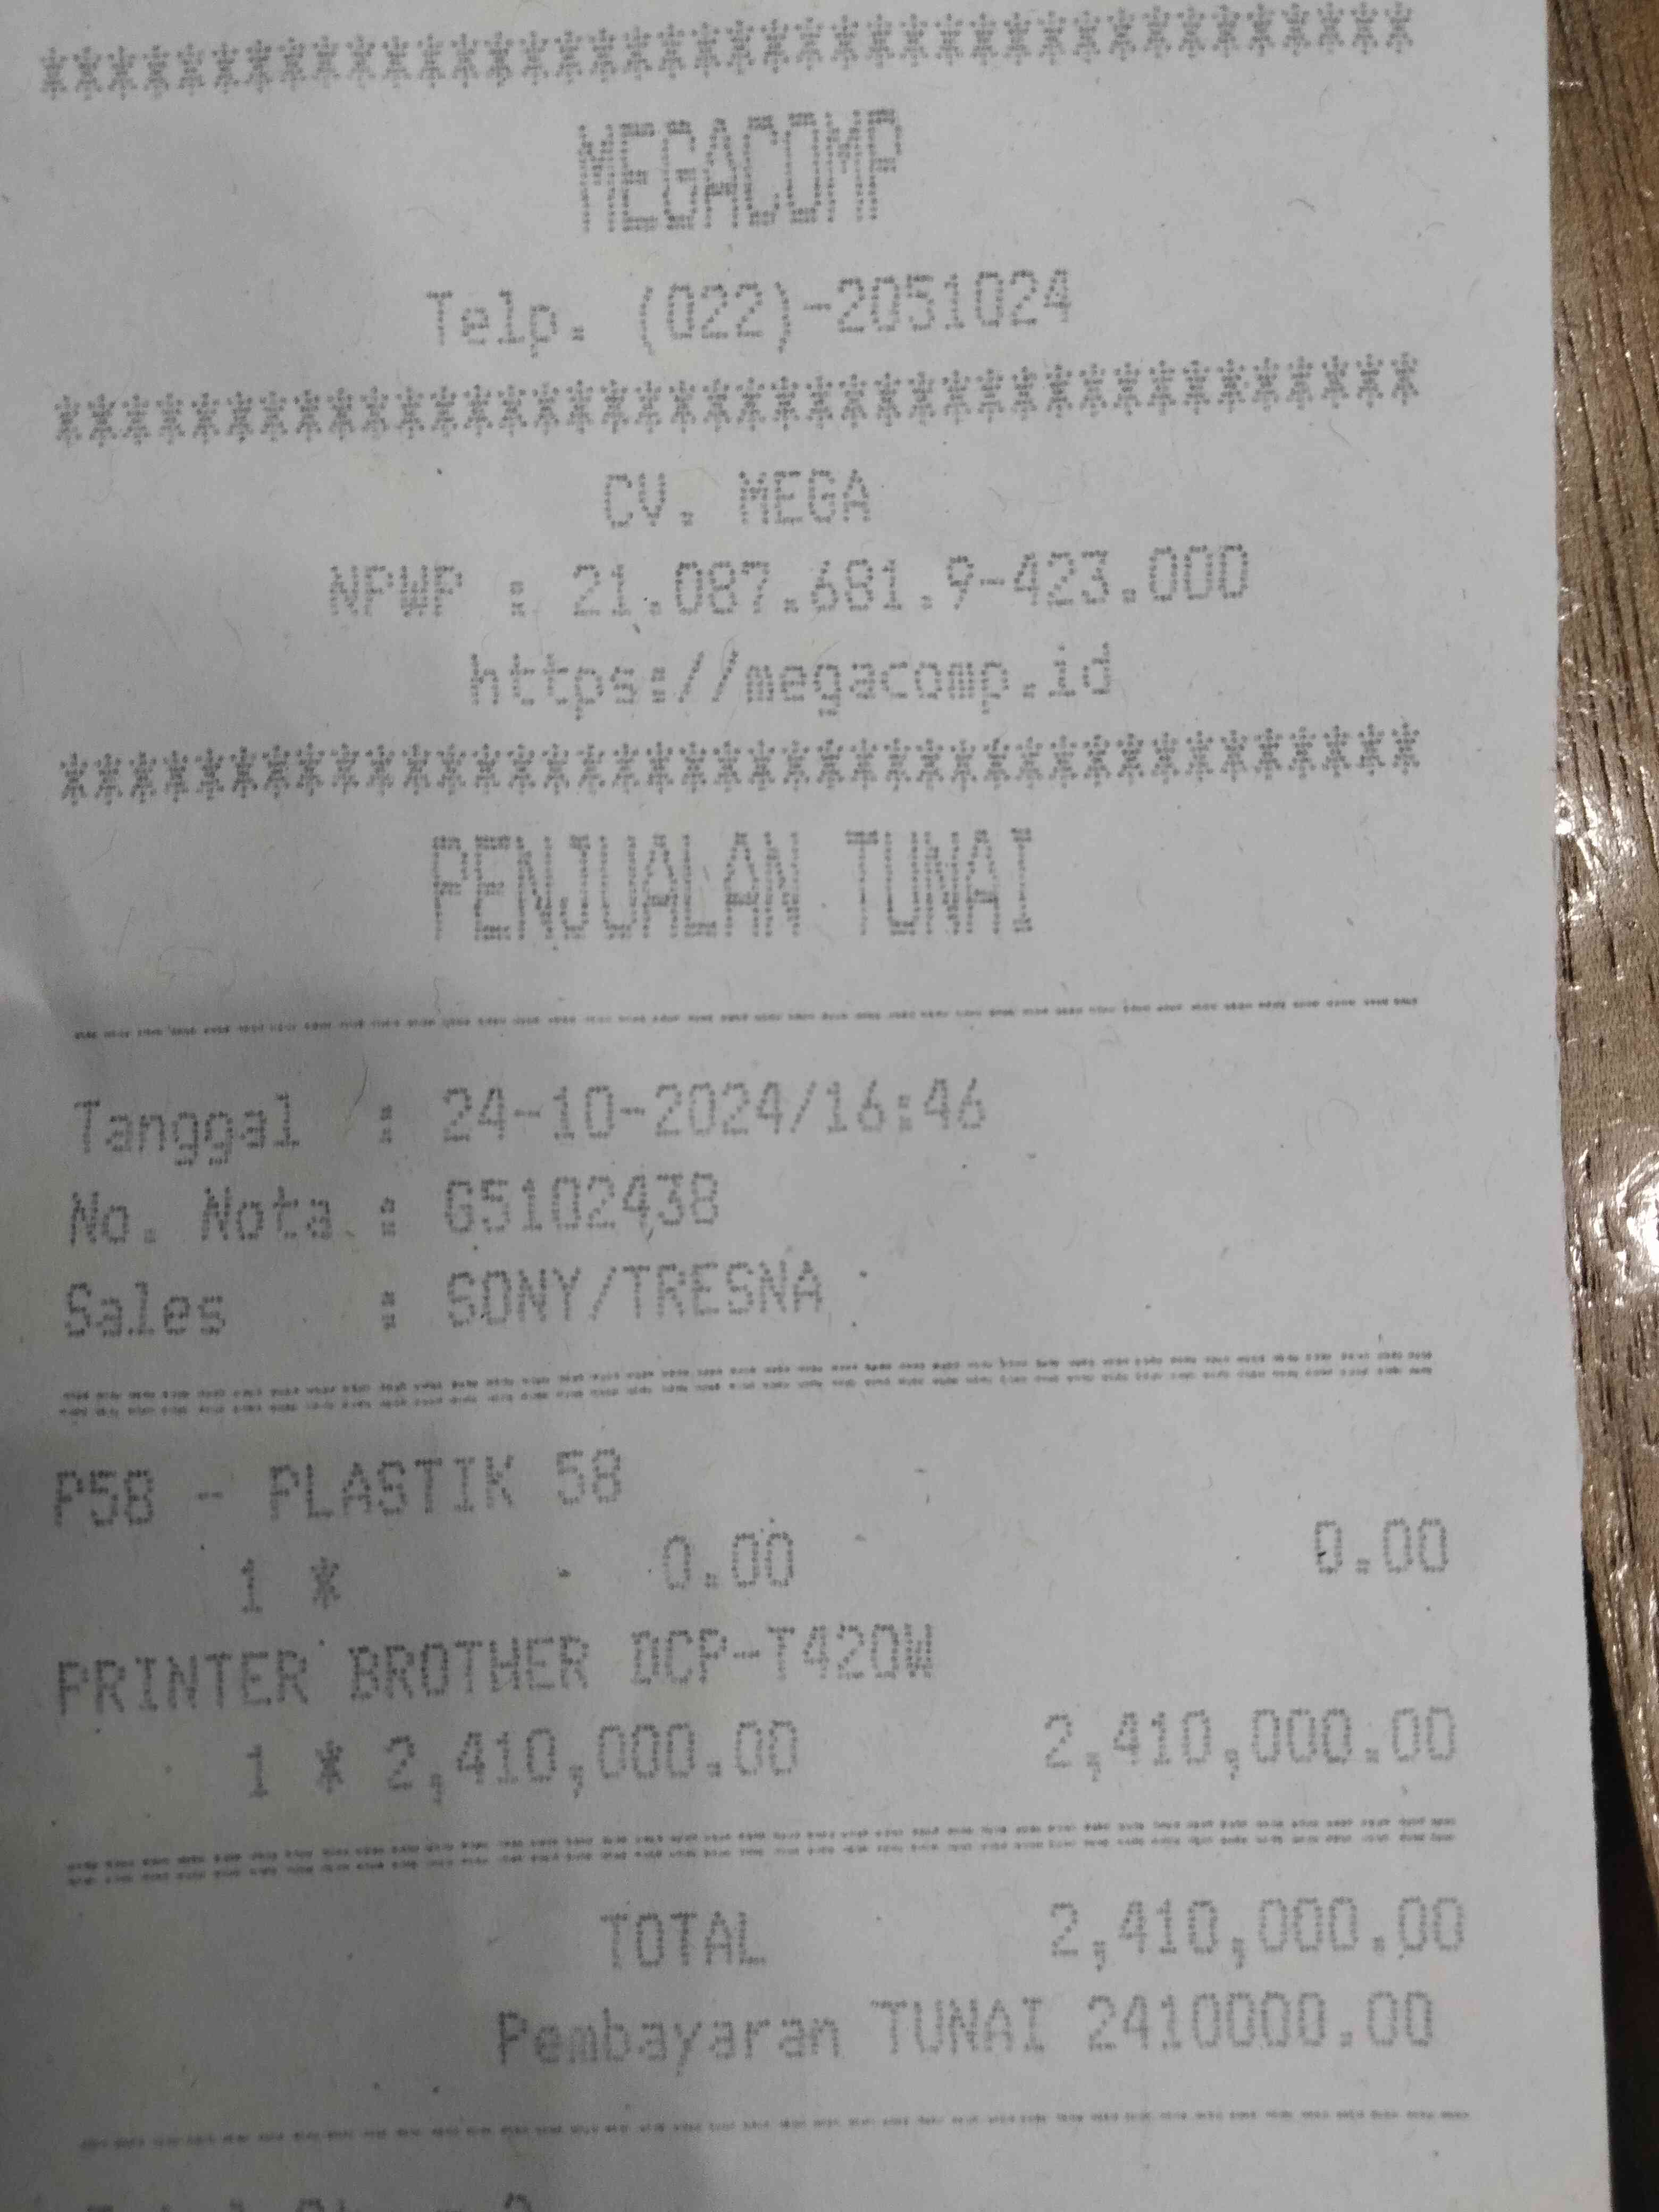 ****************************************
MEGACOMP
Telp. (022)-2051024
****************************************
CV. MEGA
NPWP : 21.087.681.9-423.000
https://megacomp.id
****************************************
PENJUALAN TUNAI
----------------------------------------
Tanggal : 24-10-2024/16:46
No. Nota : G5102438
Sales : SONY/TRESNA
========================================
P58 - PLASTIK 58
1 * 0.00 0.00
PRINTER BROTHER DCP-T420W
1 * 2,410,000.00 2,410,000.00
========================================
TOTAL 2,410,000.00
Pembayaran TUNAI 2410000.00
----------------------------------------